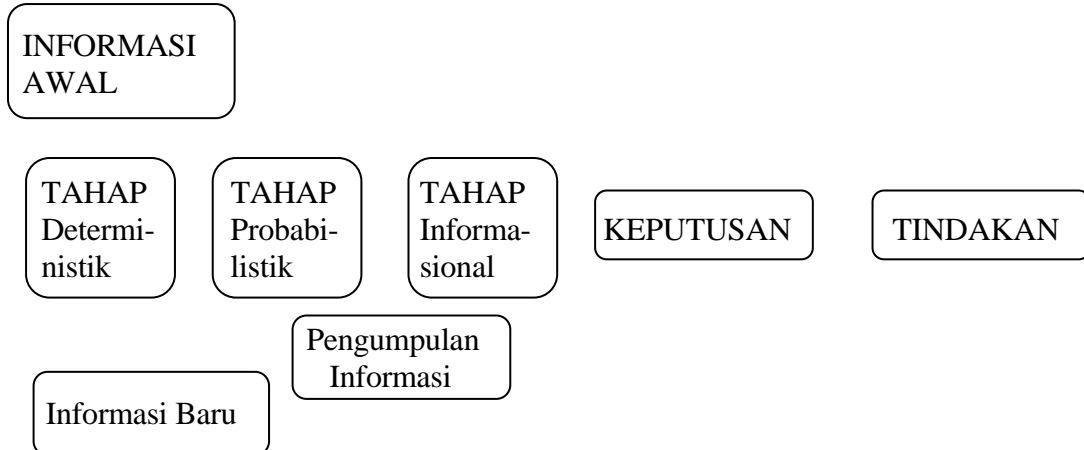 INFORMASI
AWAL
TAHAP
Determi-
nistik
TAHAP
Probabi-
listik
TAHAP
Informa-
sional
KEPUTUSAN
TINDAKAN
Pengumpulan
Informasi
Informasi Baru